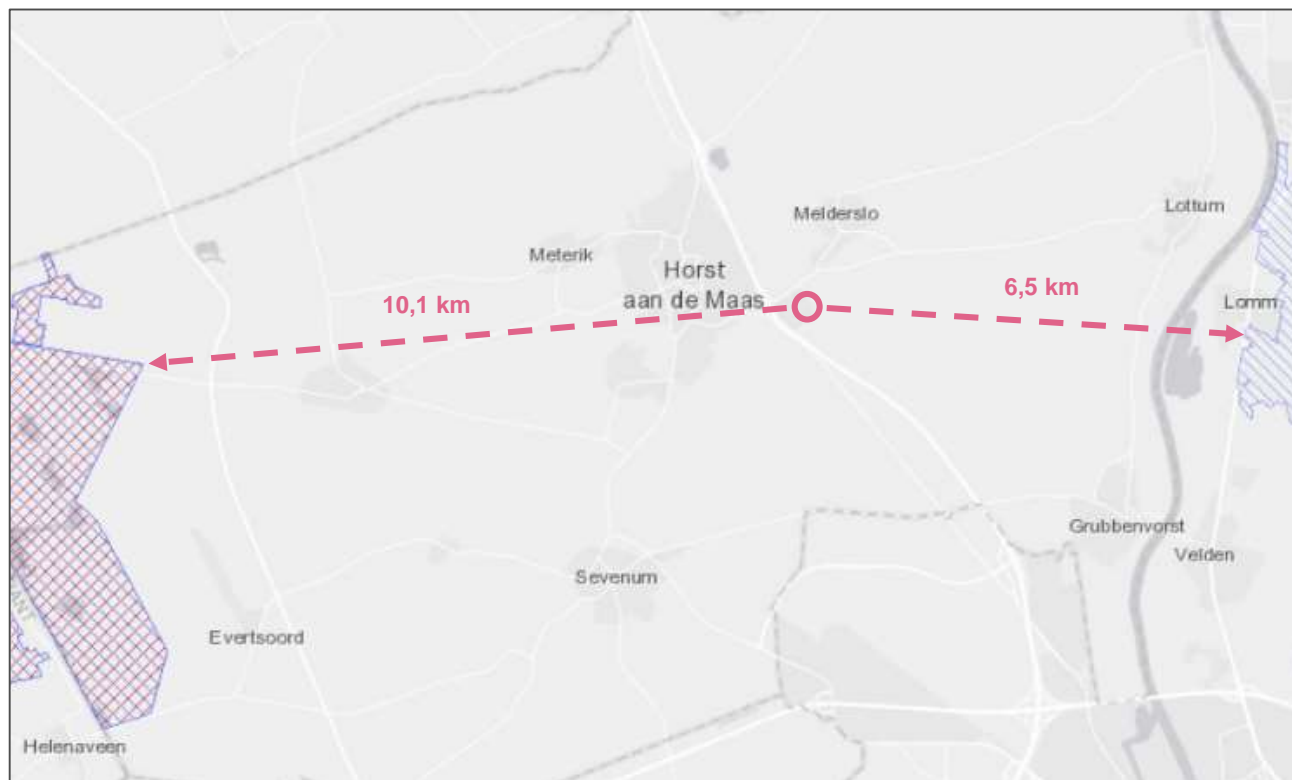 Lottum
Melderslo
Meterik
Horst
aan de Maas
10,1 km
6,5 km
Lomm
Grubbenvorst
Velden
Sevenum
Evertsoord
Helenaveen